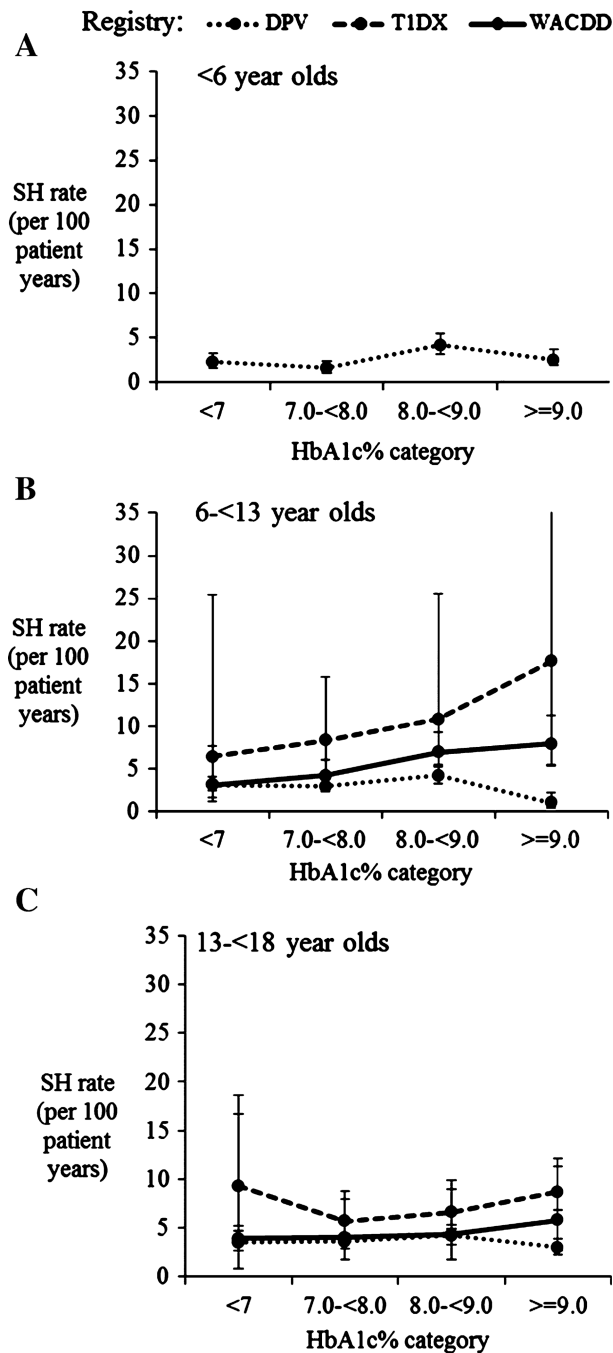 Registry: DPV T1DX WACDD
A
<6 year olds
35
30
25
20
15
10
5
0
SH rate
(per 100
patient
years)
<7 7.0-<8.0 8.0-<9.0 >=9.0
HbA1c% category
B
6-<13 year olds
35
30
25
20
15
10
5
0
SH rate
(per 100
patient
years)
<7 7.0-<8.0 8.0-<9.0 >=9.0
HbA1c% category
C
13-<18 year olds
35
30
25
20
15
10
5
0
SH rate
(per 100
patient
years)
<7 7.0-<8.0 8.0-<9.0 >=9.0
HbA1c% category